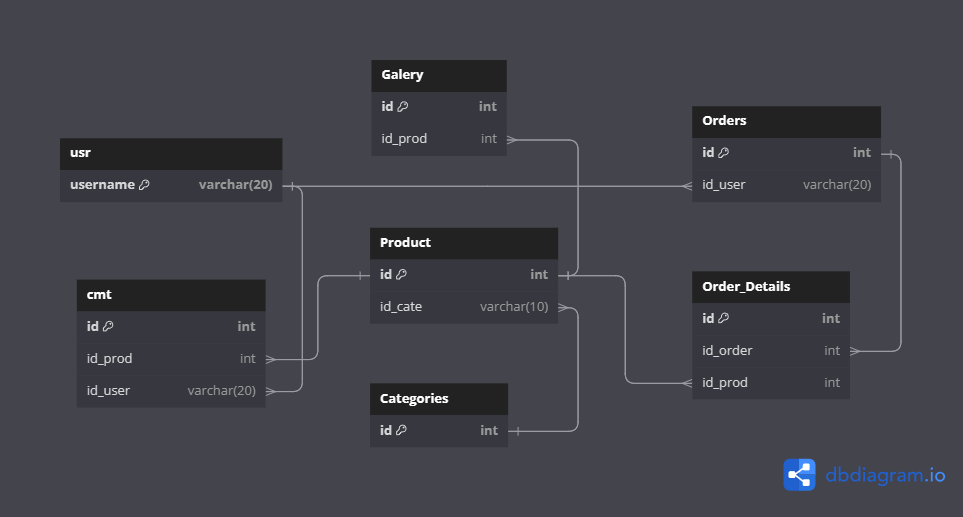 Galery
id int
id_prod int
usr
username varchar(20)
Orders
id int
id_user varchar(20)
Product
id int
id_cate varchar(10)
cmt
id int
id_prod int
id_user varchar(20)
Order_Details
id int
id_order int
id_prod int
Categories
id int
dbdiagram.io